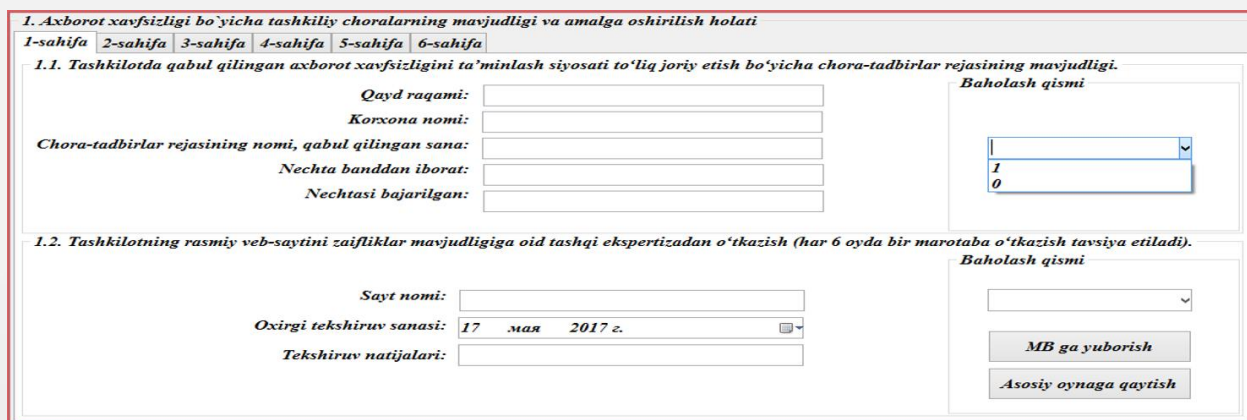 1. Axborot xavfsizligi bo`yicha tashkiliy choralarning mavjudligi va amalga oshirilish holati
1-sahifa 2-sahifa 3-sahifa 4-sahifa 5-sahifa 6-sahifa
1.1. Tashkilotda qabul qilingan axborot xavfsizligini ta’minlash siyosati to‘liq joriy etish bo‘yicha chora-tadbirlar rejasining mavjudligi.
Baholash qismi
Qayd raqami:
Korxona nomi:
Chora-tadbirlar rejasining nomi, qabul qilingan sana:
Nechta banddan iborat:
Nechtasi bajarilgan:
1
0
1.2. Tashkilotning rasmiy veb-saytini zaifliklar mavjudligiga oid tashqi ekspertizadan o‘tkazish (har 6 oyda bir marotaba o‘tkazish tavsiya etiladi).
Baholash qismi
Sayt nomi:
Oxirgi tekshiruv sanasi: 17 мая 2017 г.
Tekshiruv natijalari:
MB ga yuborish
Asosiy oynaga qaytish